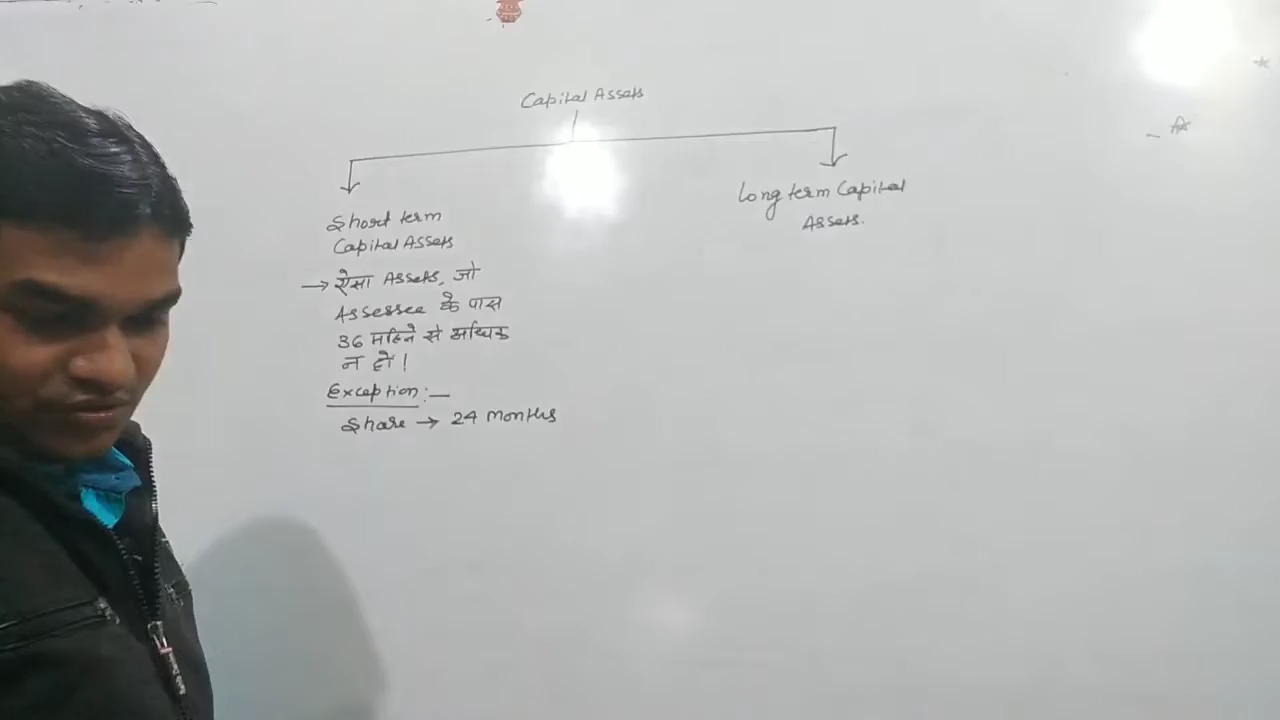 Capital Assets
Short term
Capital Assets
Long term Capital
Assets.
→ ऐसा Assets, जो
Assessee के पास
36 महिने से अधिक
न हो।
Exception:—
Share → 24 months